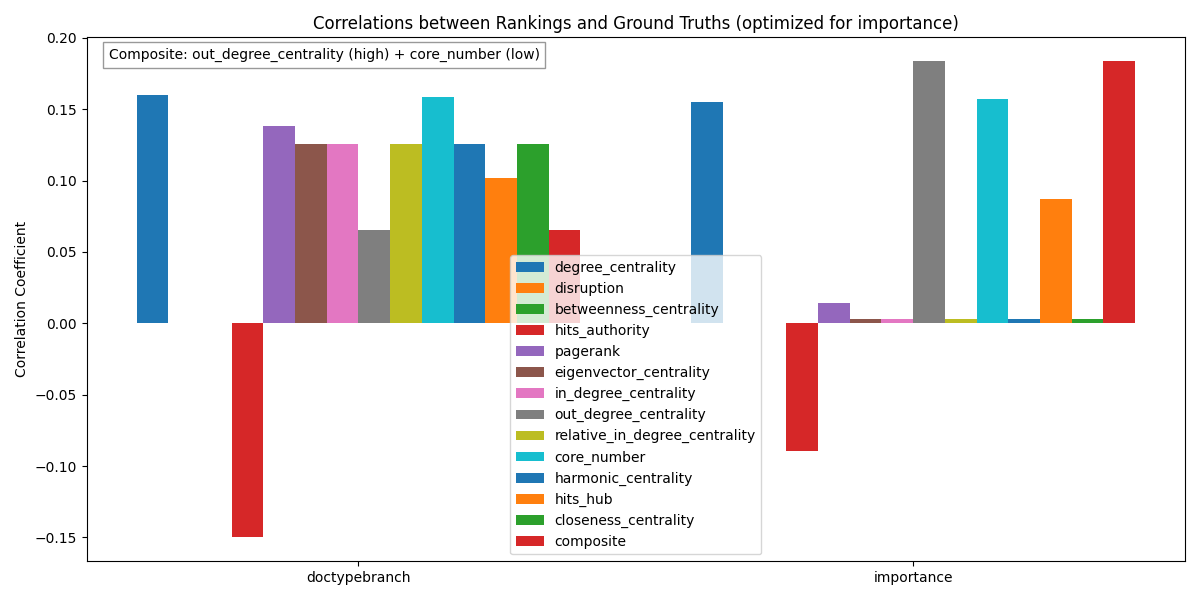 Correlations between Rankings and Ground Truths (optimized for importance)
Composite: out_degree_centrality (high) + core_number (low)
Correlation Coefficient
0.20
0.15
0.10
0.05
0.00
−0.05
−0.10
−0.15
degree_centrality
disruption
betweenness_centrality
hits_authority
pagerank
eigenvector_centrality
in_degree_centrality
out_degree_centrality
relative_in_degree_centrality
core_number
harmonic_centrality
hits_hub
closeness_centrality
composite
doctypebranch
importance